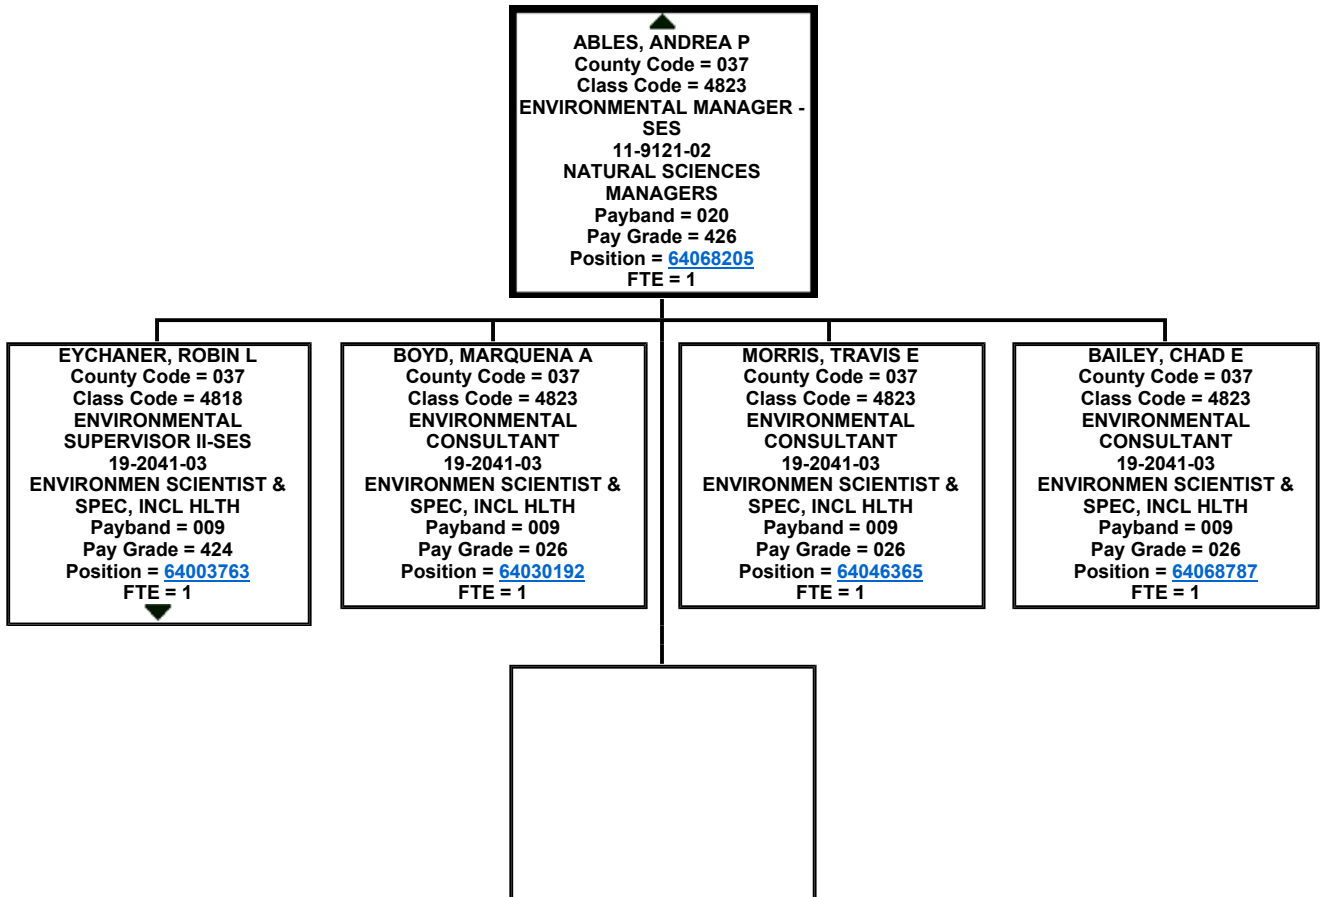 ABLES, ANDREA P
County Code = 037
Class Code = 4823
ENVIRONMENTAL MANAGER -
SES
11-9121-02
NATURAL SCIENCES
MANAGERS
Payband = 020
Pay Grade = 426
Position = 64068205
FTE = 1
EYCHANER, ROBIN L
County Code = 037
Class Code = 4818
ENVIRONMENTAL
SUPERVISOR II-SES
19-2041-03
ENVIRONMEN SCIENTIST &
SPEC, INCL HLTH
Payband = 009
Pay Grade = 424
Position = 64003763
FTE = 1
BOYD, MARQUENA A
County Code = 037
Class Code = 4823
ENVIRONMENTAL
CONSULTANT
19-2041-03
ENVIRONMEN SCIENTIST &
SPEC, INCL HLTH
Payband = 009
Pay Grade = 026
Position = 64030192
FTE = 1
MORRIS, TRAVIS E
County Code = 037
Class Code = 4823
ENVIRONMENTAL
CONSULTANT
19-2041-03
ENVIRONMEN SCIENTIST &
SPEC, INCL HLTH
Payband = 009
Pay Grade = 026
Position = 64046365
FTE = 1
BAILEY, CHAD E
County Code = 037
Class Code = 4823
ENVIRONMENTAL
CONSULTANT
19-2041-03
ENVIRONMEN SCIENTIST &
SPEC, INCL HLTH
Payband = 009
Pay Grade = 026
Position = 64068787
FTE = 1